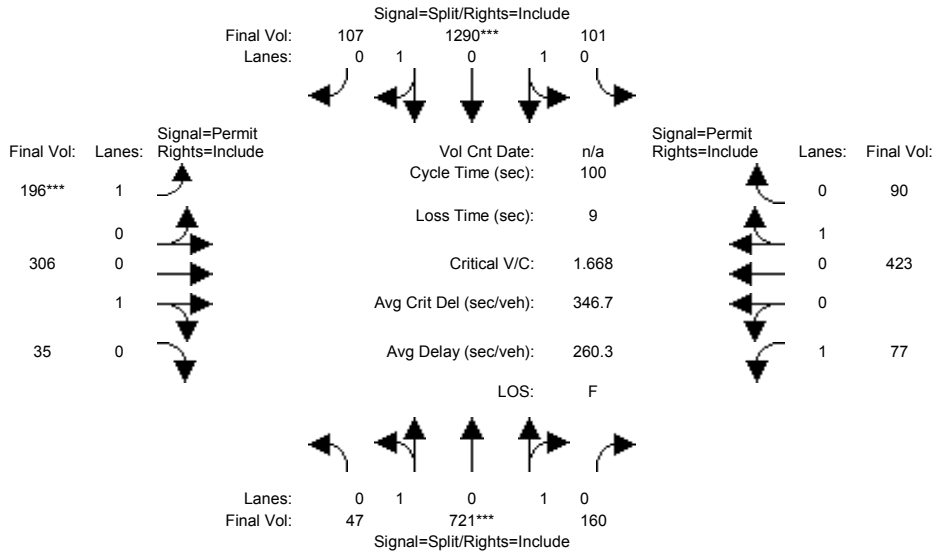 Signal=Split/Rights=Include
Final Vol: 107 1290*** 101
Lanes: 0 1 0 1 0
Signal=Permit Signal=Permit
Final Vol: Lanes: Rights=Include Vol Cnt Date: n/a Rights=Include Lanes: Final Vol:
Cycle Time (sec): 100
196*** 1 0 90
Loss Time (sec): 9
0 1
306 0 Critical V/C: 1.668 0 423
1 Avg Crit Del (sec/veh): 346.7 0
35 0 Avg Delay (sec/veh): 260.3 1 77
LOS: F
Lanes: 0 1 0 1 0
Final Vol: 47 721*** 160
Signal=Split/Rights=Include